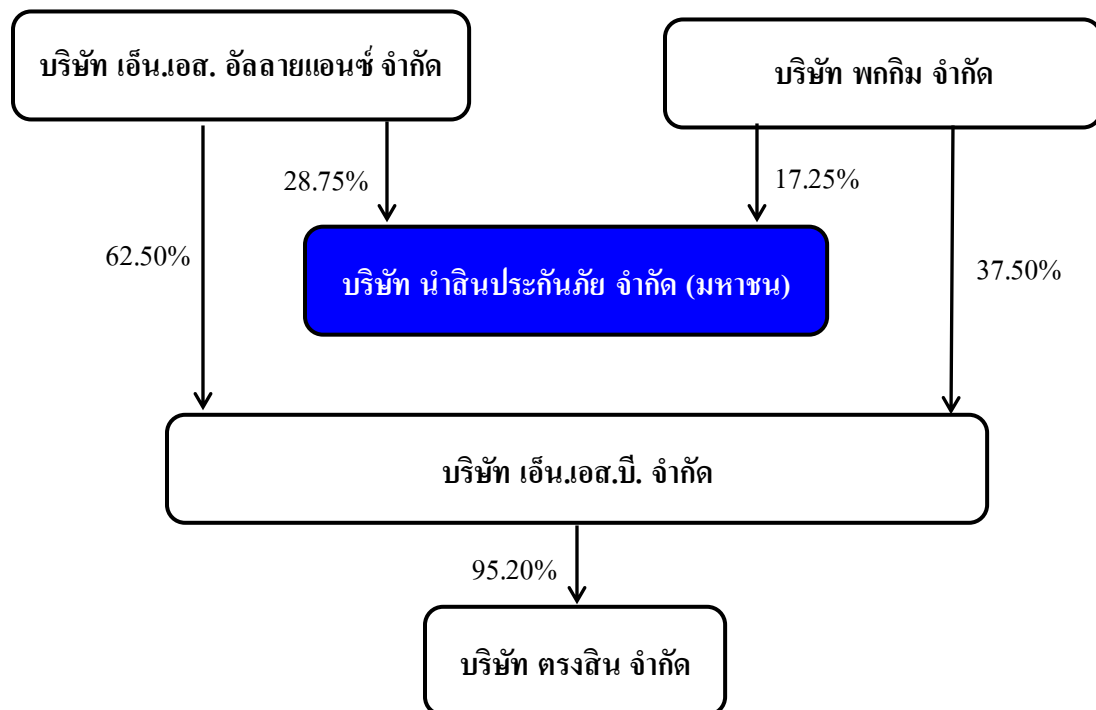 บริษัท เอ็น.เอส. อัลลายแอนซ์ จำกัด
บริษัท พกกิม จำกัด
28.75%
17.25%
62.50%
37.50%
บริษัท นำสินประกันภัย จำกัด (มหาชน)
บริษัท เอ็น.เอส.บี. จำกัด
95.20%
บริษัท ตรงสิน จำกัด